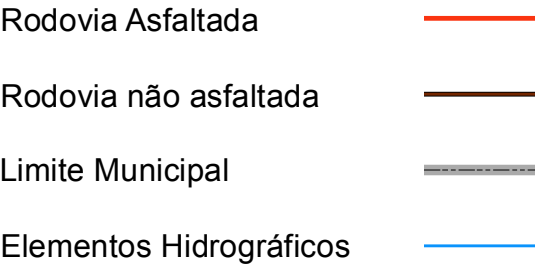 Rodovia Asfaltada
Rodovia não asfaltada
Limite Municipal
Elementos Hidrográficos